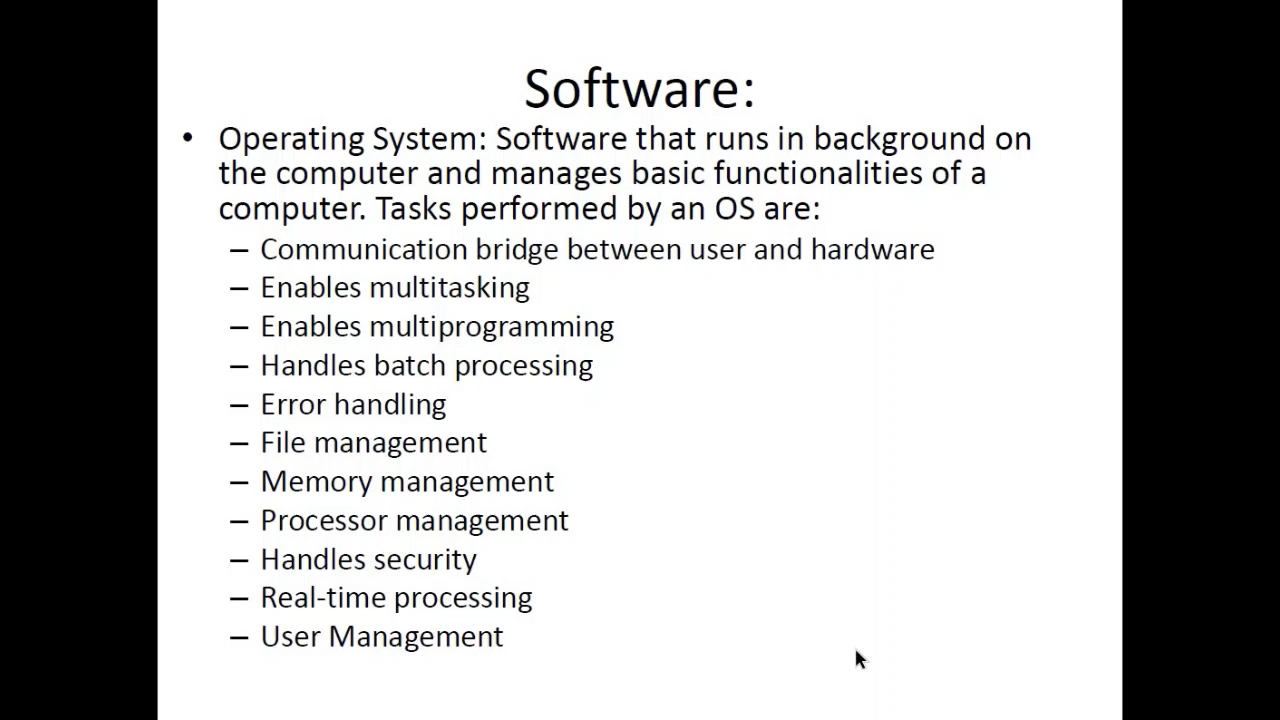 Software:
• Operating System: Software that runs in background on
the computer and manages basic functionalities of a
computer. Tasks performed by an OS are:
– Communication bridge between user and hardware
– Enables multitasking
– Enables multiprogramming
– Handles batch processing
– Error handling
– File management
– Memory management
– Processor management
– Handles security
– Real-time processing
– User Management